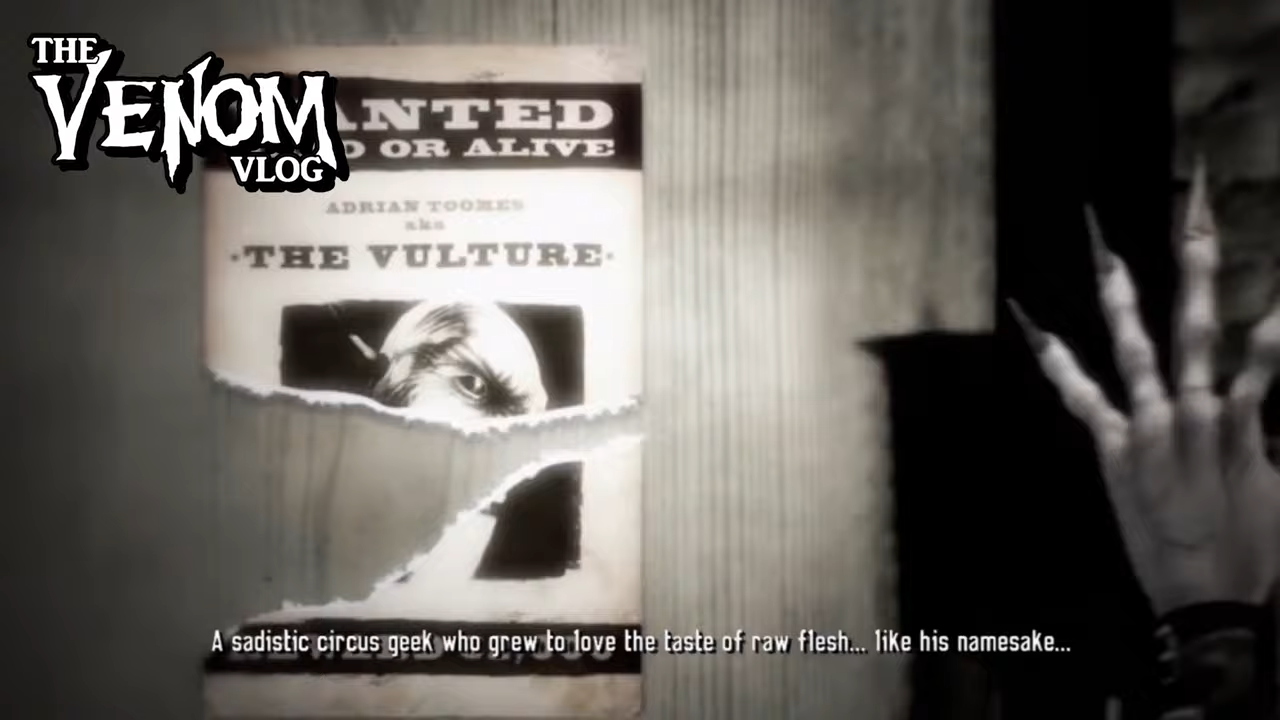 THE
VENOM
VLOG
ANTED
D OR ALIVE
ADRIAN TOOMES
aka
·THE VULTURE·
A sadistic circus geek who grew to love the taste of raw flesh... like his namesake...